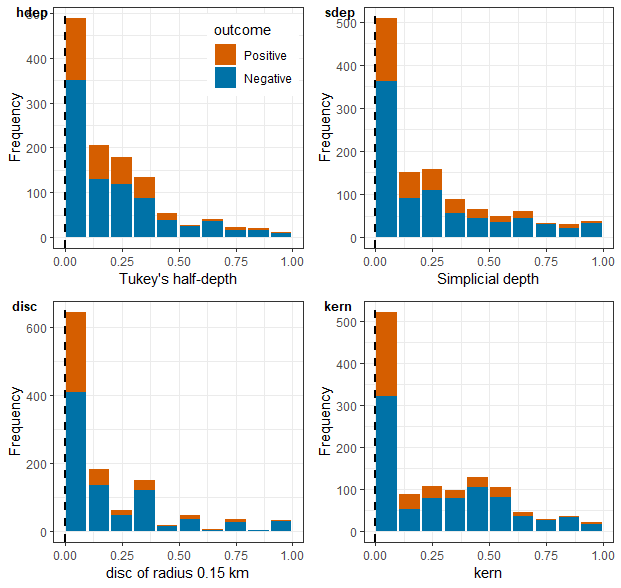 hdep
500
400
300
200
100
0
Frequency
outcome
Positive
Negative
0.00 0.25 0.50 0.75 1.00
Tukey's half-depth
sdep
500
400
300
200
100
0
Frequency
0.00 0.25 0.50 0.75 1.00
Simplicial depth
disc
600
400
200
0
Frequency
0.00 0.25 0.50 0.75 1.00
disc of radius 0.15 km
kern
500
400
300
200
100
0
Frequency
0.00 0.25 0.50 0.75 1.00
kern